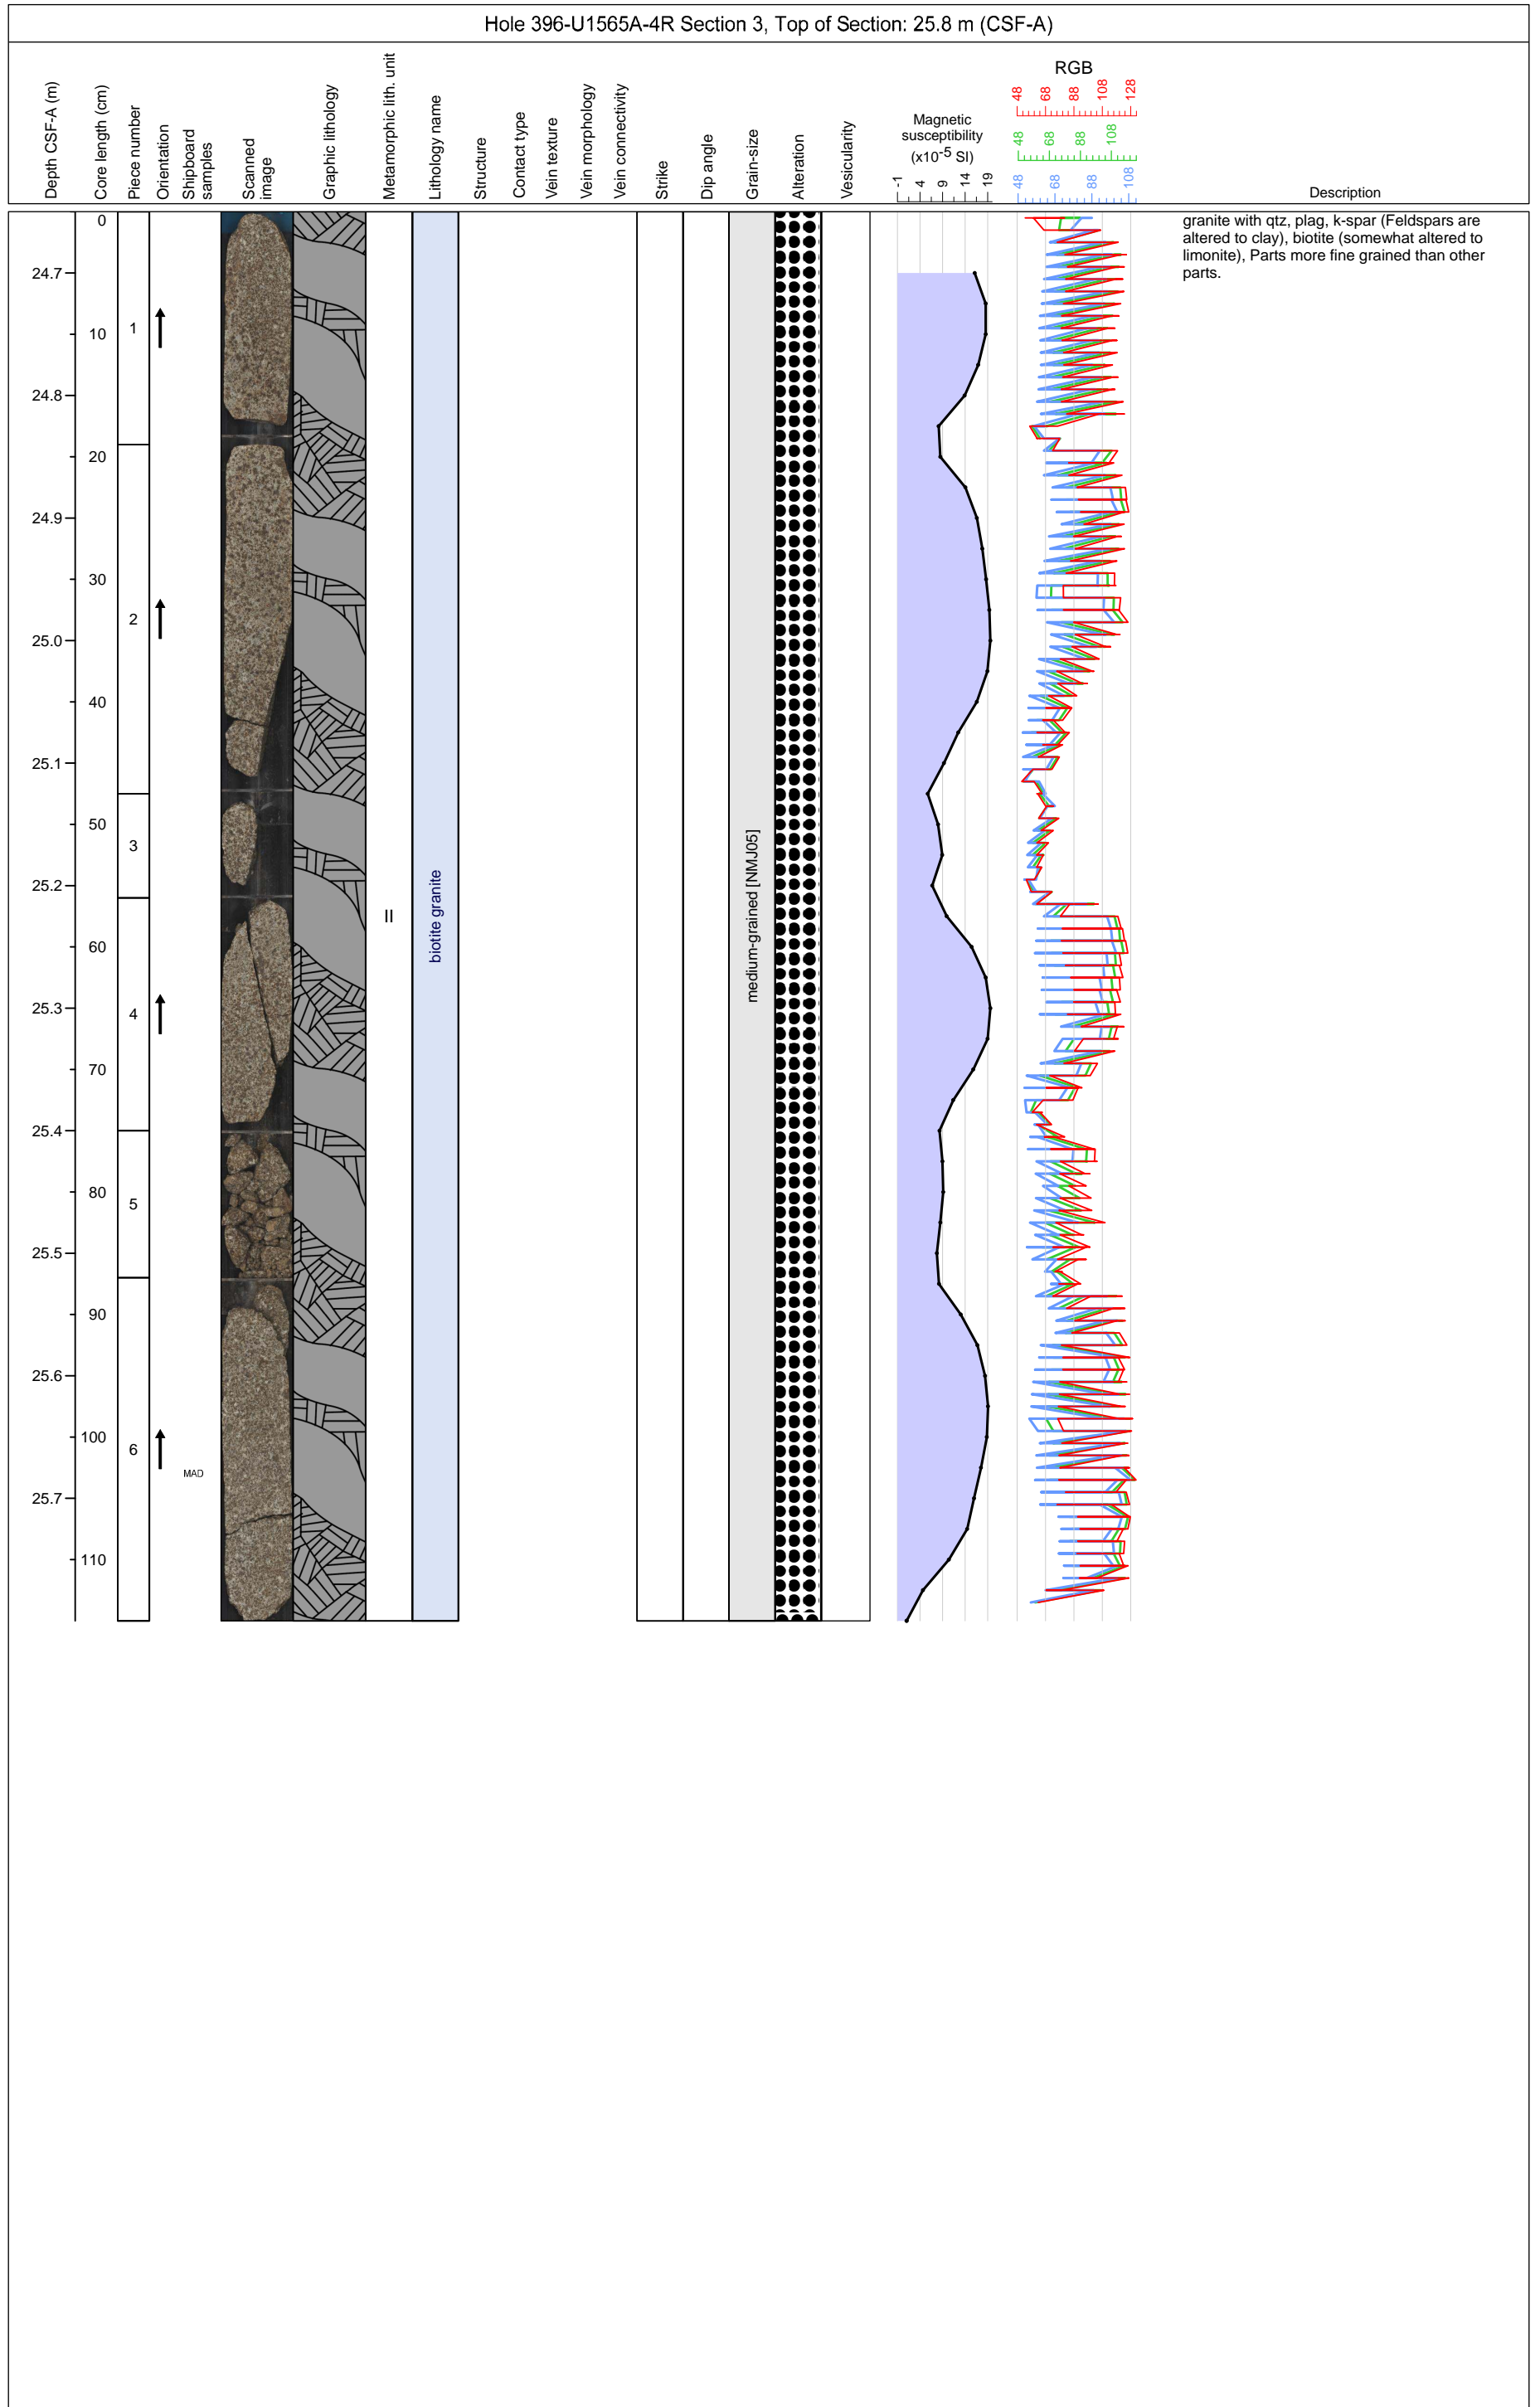 Hole 396-U1565A-4R Section 3, Top of Section: 25.8 m (CSF-A)
Depth CSF-A (m)
Core length (cm)
Piece number
Orientation
Shipboard
samples
Scanned
image
Graphic lithology
Metamorphic lith. unit
Lithology name
Structure
Contact type
Vein texture
Vein morphology
Vein connectivity
Strike
Dip angle
Grain-size
Alteration
Vesicularity
Magnetic
susceptibility
(x10-5 SI)
-1 4 9 14 19
RGB
48 68 88 108 128
48 68 88 108
48 68 88 108
Description
granite with qtz, plag, k-spar (Feldspars are
altered to clay), biotite (somewhat altered to
limonite), Parts more fine grained than other
parts.
0
24.7
1
10
24.8
20
24.9
30
2
25.0
40
25.1
50
3
25.2
II
biotite granite
medium-grained [NMJ05]
60
25.3
4
70
25.4
80
5
25.5
90
25.6
100
6
MAD
25.7
110